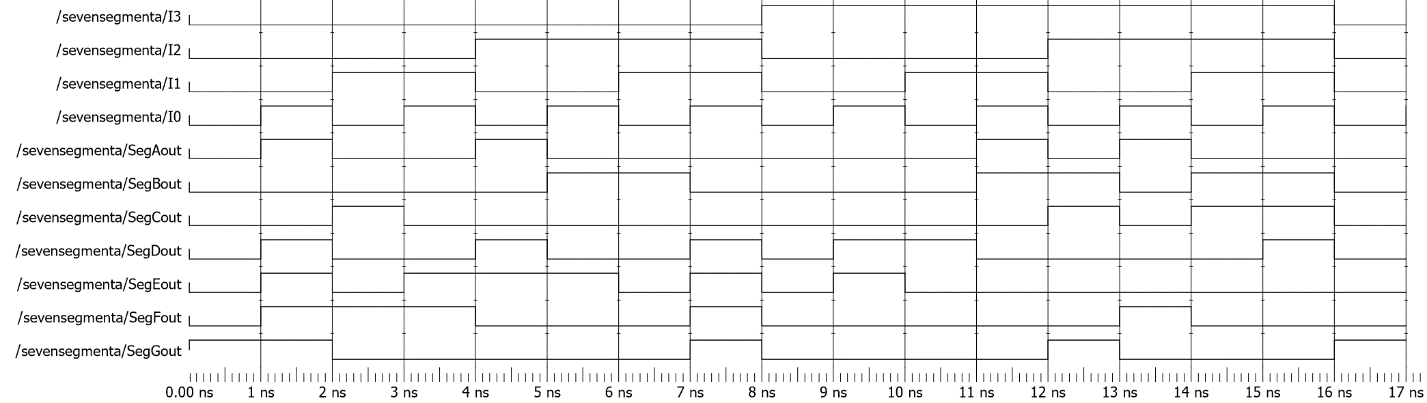 /sevensegmenta/I3
/sevensegmenta/I2
/sevensegmenta/I1
/sevensegmenta/I0
/sevensegmenta/SegAout
/sevensegmenta/SegBout
/sevensegmenta/SegCout
/sevensegmenta/SegDout
/sevensegmenta/SegEout
/sevensegmenta/SegFout
/sevensegmenta/SegGout
0.00 ns 1 ns 2 ns 3 ns 4 ns 5 ns 6 ns 7 ns 8 ns 9 ns 10 ns 11 ns 12 ns 13 ns 14 ns 15 ns 16 ns 17 ns